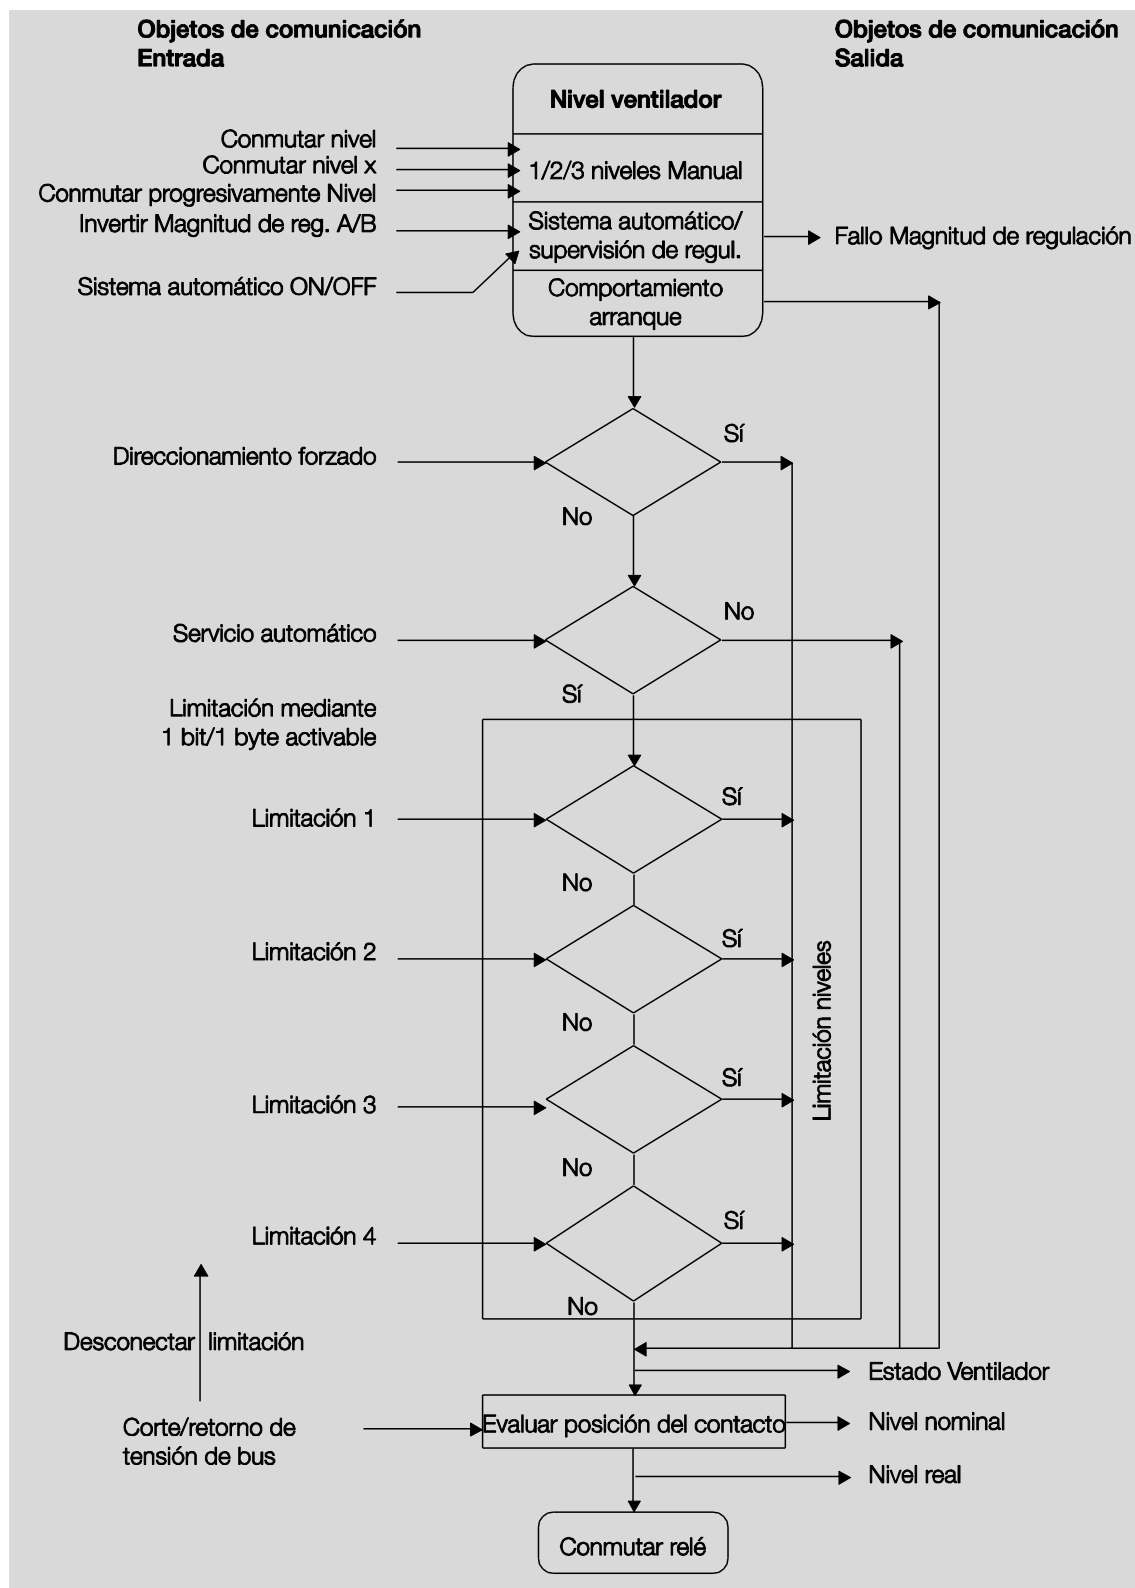 Objetos de comunicación
Entrada
Objetos de comunicación
Salida
Nivel ventilador
Conmutar nivel
Conmutar nivel x
Conmutar progresivamente Nivel
1/2/3 niveles Manual
Invertir Magnitud de reg. A/B
Sistema automático/
supervisión de regul.
Fallo Magnitud de regulación
Sistema automático ON/OFF
Comportamiento
arranque
Sí
Direccionamiento forzado
No
No
Servicio automático
Sí
Limitación mediante
1 bit/1 byte activable
Sí
Limitación 1
No
Sí
Limitación 2
No
Limitación niveles
Sí
Limitación 3
No
Sí
Limitación 4
No
Desconectar limitación
Estado Ventilador
Corte/retorno de
tensión de bus
Evaluar posición del contacto
Nivel nominal
Nivel real
Conmutar relé